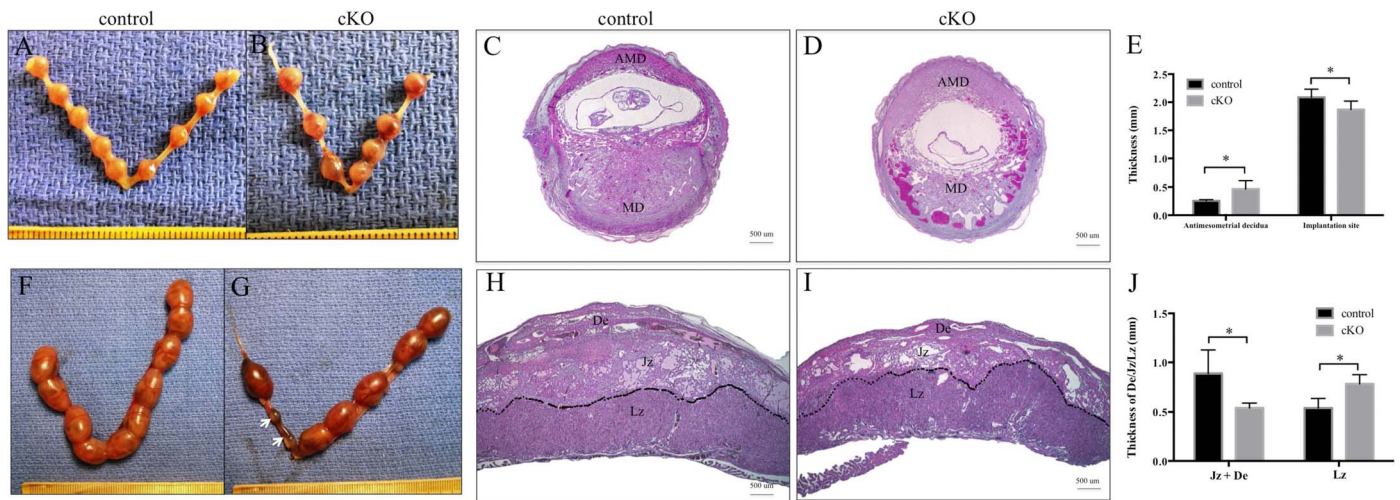 control
cKO
control
cKO
A
B
C
AMD
MD
500 um
D
AMD
MD
500 um
E
Thickness (mm)
2.5
2.0
1.5
1.0
0.5
0.0
control
cKO
*
*
Antimesometrial decidua
Implantation site
F
G
H
De
Jz
Lz
500 um
I
De
Jz
Lz
500 um
J
Thickness of De/Jz/Lz (mm)
1.5
1.0
0.5
0.0
control
cKO
*
*
Jz + De
Lz